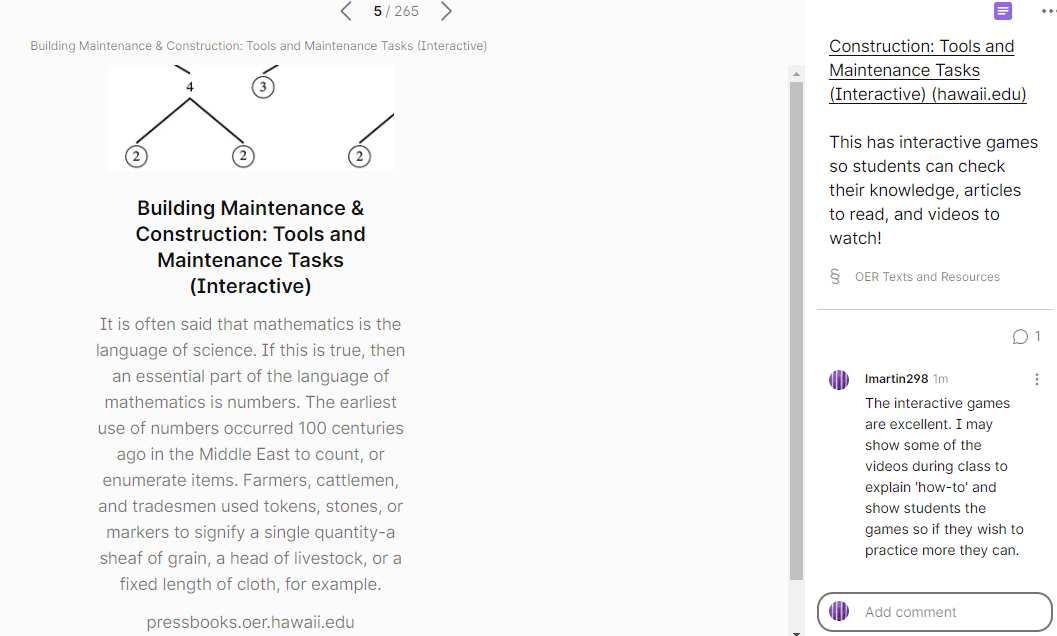 5 / 265
Building Maintenance & Construction: Tools and Maintenance Tasks (Interactive)
4
3
2
2
2
Building Maintenance &
Construction: Tools and
Maintenance Tasks
(Interactive)
It is often said that mathematics is the
language of science. If this is true, then
an essential part of the language of
mathematics is numbers. The earliest
use of numbers occurred 100 centuries
ago in the Middle East to count, or
enumerate items. Farmers, cattlemen,
and tradesmen used tokens, stones, or
markers to signify a single quantity-a
sheaf of grain, a head of livestock, or a
fixed length of cloth, for example.
pressbooks.oer.hawaii.edu
Construction: Tools and
Maintenance Tasks
(Interactive) (hawaii.edu)
This has interactive games
so students can check
their knowledge, articles
to read, and videos to
watch!
§ OER Texts and Resources
1
lmartin298 1m
The interactive games
are excellent. I may
show some of the
videos during class to
explain 'how-to' and
show students the
games so if they wish to
practice more they can.
Add comment